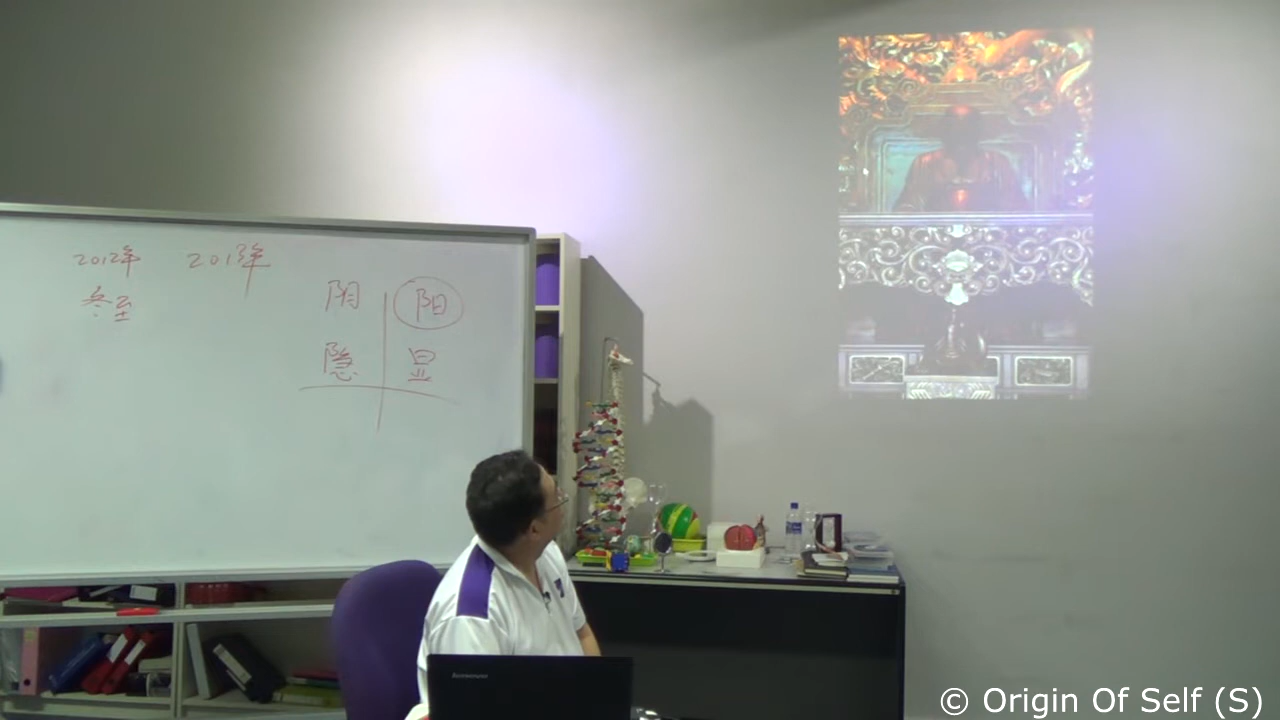 2012年 2013年
冬至
阴 阳
隐 显
lenovo
© Origin Of Self (S)